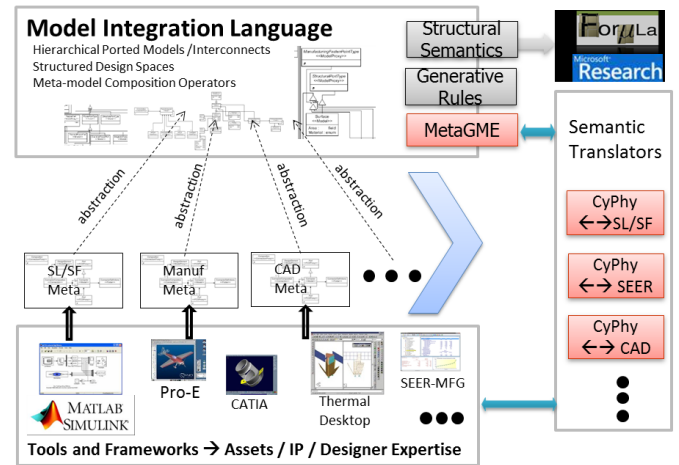 Model Integration Language
Hierarchical Ported Models /Interconnects
Structured Design Spaces
Meta-model Composition Operators
Structural
Semantics
Generative
Rules
MetaGME
FORMULA
Microsoft®
Research
Semantic
Translators
CyPhy
←→SL/SF
CyPhy
←→ SEER
CyPhy
←→ CAD
abstraction
abstraction
abstraction
abstraction
SL/SF
Meta
Manuf
Meta
CAD
Meta
Pro-E
CATIA
Thermal
Desktop
SEER-MFG
MATLAB
SIMULINK
Tools and Frameworks → Assets / IP / Designer Expertise